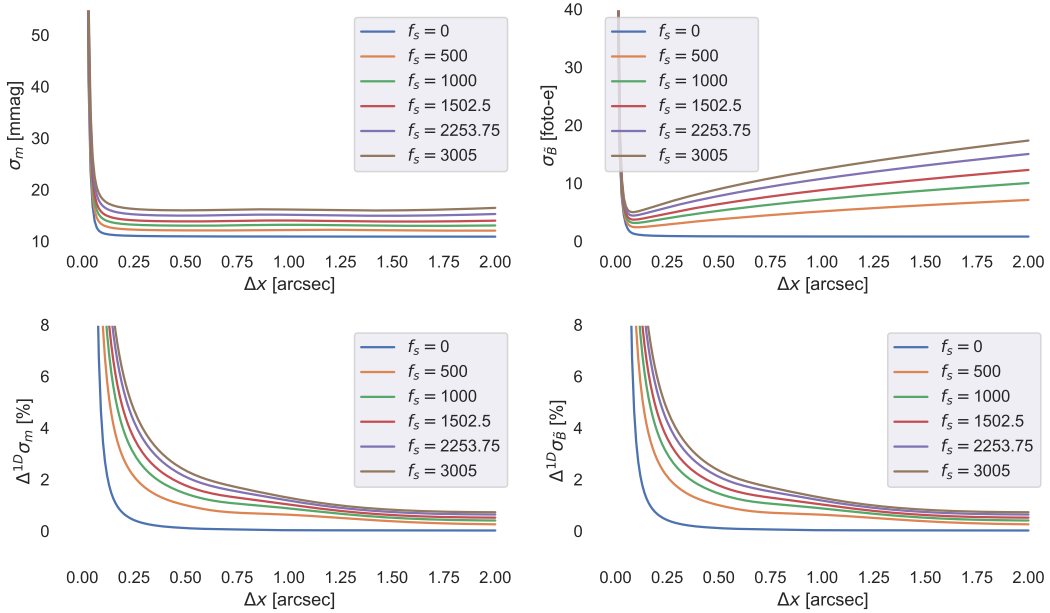 50
40
30
20
10
σ_m [mmag]
f_s = 0
f_s = 500
f_s = 1000
f_s = 1502.5
f_s = 2253.75
f_s = 3005
0.00 0.25 0.50 0.75 1.00 1.25 1.50 1.75 2.00
Δx [arcsec]
40
30
20
10
0
σ_B̃ [foto-e]
f_s = 0
f_s = 500
f_s = 1000
f_s = 1502.5
f_s = 2253.75
f_s = 3005
0.00 0.25 0.50 0.75 1.00 1.25 1.50 1.75 2.00
Δx [arcsec]
8
6
4
2
0
Δ^{1D}σ_m [%]
f_s = 0
f_s = 500
f_s = 1000
f_s = 1502.5
f_s = 2253.75
f_s = 3005
0.00 0.25 0.50 0.75 1.00 1.25 1.50 1.75 2.00
Δx [arcsec]
8
6
4
2
0
Δ^{1D}σ_B̃ [%]
f_s = 0
f_s = 500
f_s = 1000
f_s = 1502.5
f_s = 2253.75
f_s = 3005
0.00 0.25 0.50 0.75 1.00 1.25 1.50 1.75 2.00
Δx [arcsec]